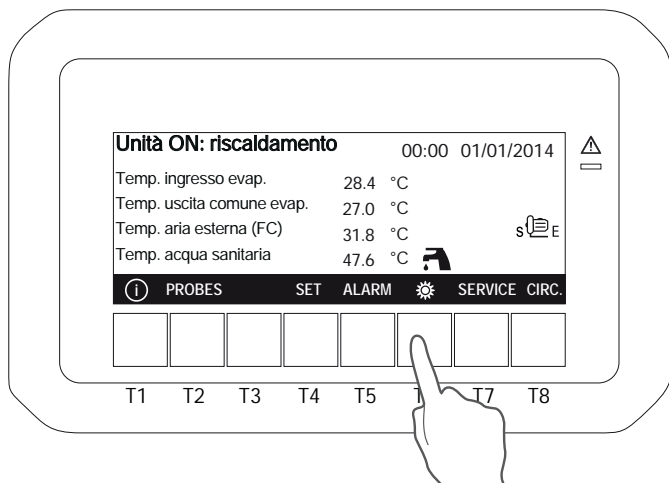 Unità ON: riscaldamento 00:00 01/01/2014
Temp. ingresso evap. 28.4 °C
Temp. uscita comune evap. 27.0 °C
Temp. aria esterna (FC) 31.8 °C S E
Temp. acqua sanitaria 47.6 °C
i PROBES SET ALARM SERVICE CIRC.
T1 T2 T3 T4 T5 T7 T8